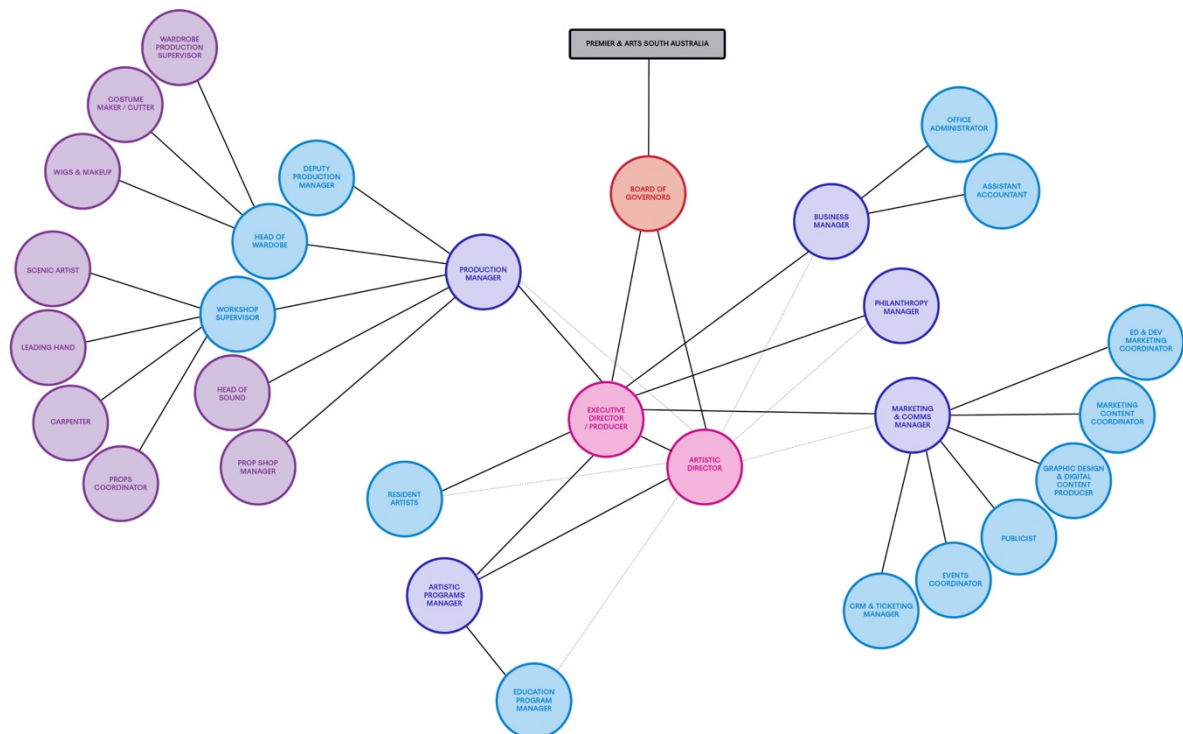 WARDROBE
PRODUCTION
SUPERVISOR
PREMIER & ARTS SOUTH AUSTRALIA
COSTUME
MAKER / CUTTER
OFFICE
ADMINISTRATOR
WIGS & MAKEUP
DEPUTY
PRODUCTION
MANAGER
BOARD OF
GOVERNORS
ASSISTANT
ACCOUNTANT
BUSINESS
MANAGER
HEAD OF
WARDOBE
SCENIC ARTIST
PRODUCTION
MANAGER
WORKSHOP
SUPERVISOR
PHILANTHROPY
MANAGER
LEADING HAND
ED & DEV
MARKETING
COORDINATOR
HEAD OF
SOUND
CARPENTER
EXECUTIVE
DIRECTOR
/ PRODUCER
MARKETING
& COMMS
MANAGER
MARKETING
CONTENT
COORDINATOR
PROP SHOP
MANAGER
ARTISTIC
DIRECTOR
GRAPHIC DESIGN
& DIGITAL
CONTENT
PRODUCER
PROPS
COORDINATOR
RESIDENT
ARTISTS
PUBLICIST
ARTISTIC
PROGRAMS
MANAGER
EVENTS
COORDINATOR
CRM & TICKETING
MANAGER
EDUCATION
PROGRAM
MANAGER